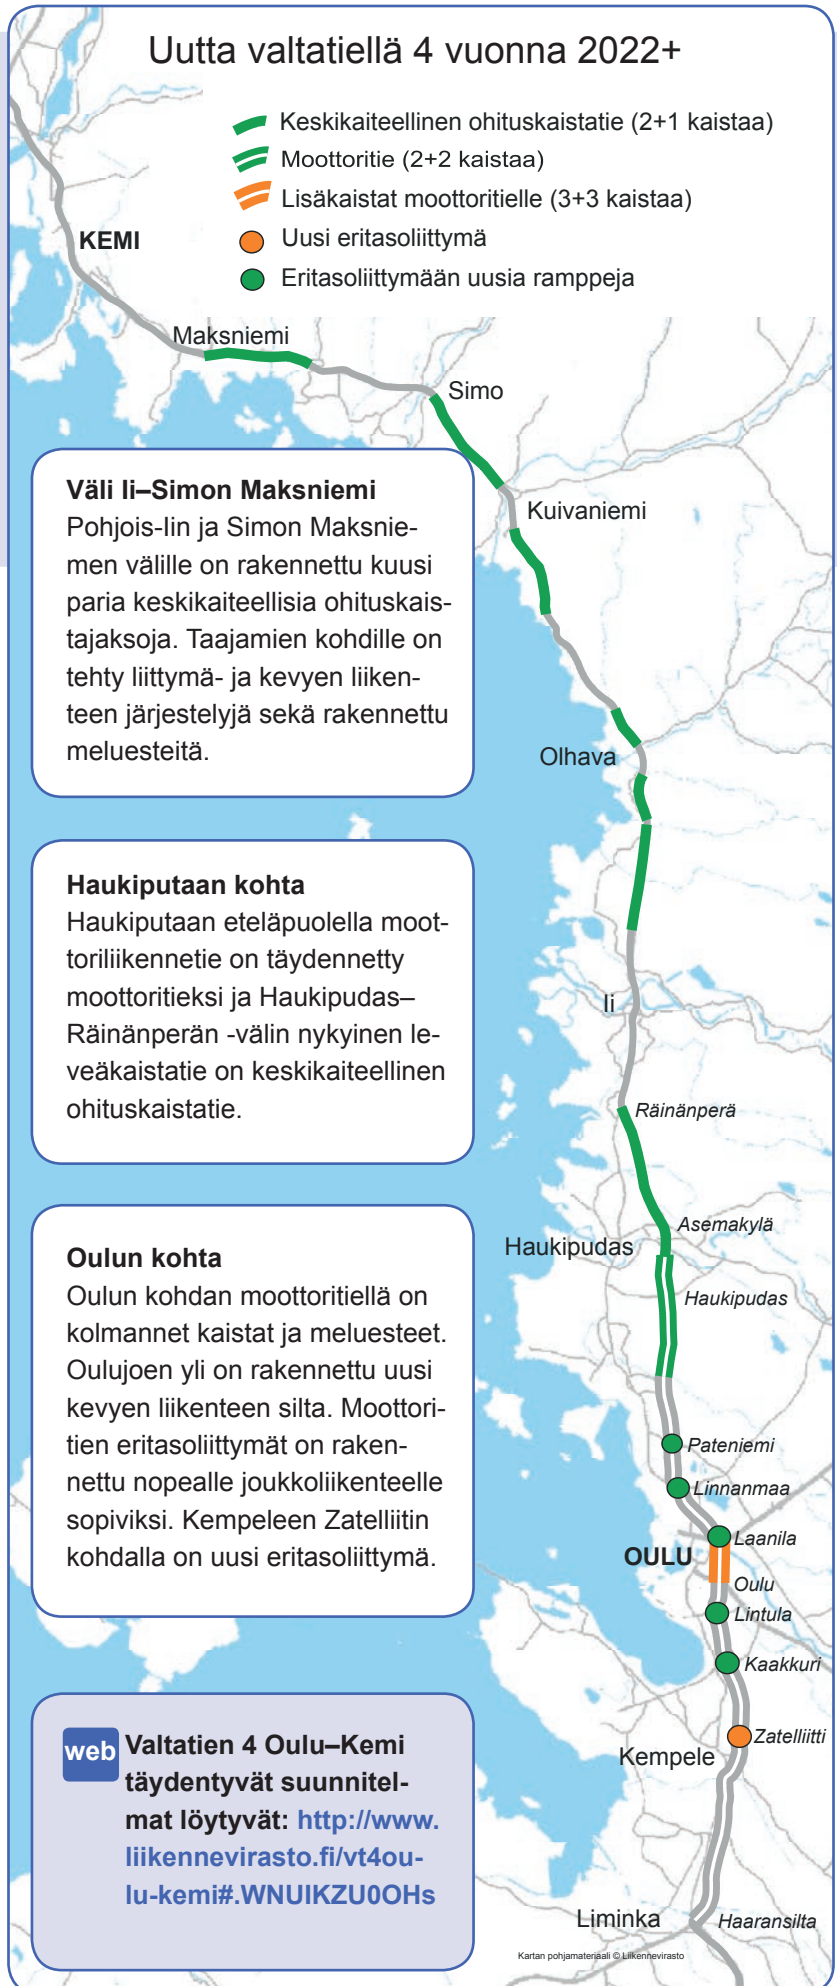 Uutta valtatiellä 4 vuonna 2022+
Keskikaiteellinen ohituskaistatie (2+1 kaistaa)
Moottoritie (2+2 kaistaa)
Lisäkaistat moottoritielle (3+3 kaistaa)
Uusi eritasoliittymä
Eritasoliittymään uusia ramppeja
KEMI
Maksniemi
Simo
Kuivaniemi
Olhava
Ii
Räinänperä
Asemakylä
Haukipudas
Haukipudas
Pateniemi
Linnanmaa
Laanila
OULU
Oulu
Lintula
Kaakkuri
Zatelliitti
Kempele
Liminka
Haaransilta
Väli Ii–Simon Maksniemi
Pohjois-Iin ja Simon Maksnie-
men välille on rakennettu kuusi
paria keskikaiteellisia ohituskais-
tajaksoja. Taajamien kohdille on
tehty liittymä- ja kevyen liiken-
teen järjestelyjä sekä rakennettu
meluesteitä.
Haukiputaan kohta
Haukiputaan eteläpuolella moot-
toriliikennetie on täydennetty
moottoritieksi ja Haukipudas–
Räinänperän -välin nykyinen le-
veäkaistatie on keskikaiteellinen
ohituskaistatie.
Oulun kohta
Oulun kohdan moottoritiellä on
kolmannet kaistat ja meluesteet.
Oulujoen yli on rakennettu uusi
kevyen liikenteen silta. Moottori-
tien eritasoliittymät on raken-
nettu nopealle joukkoliikenteelle
sopiviksi. Kempeleen Zatelliitin
kohdalla on uusi eritasoliittymä.
web
Valtatien 4 Oulu–Kemi
täydentyvät suunnitel-
mat löytyvät: http://www.
liikennevirasto.fi/vt4ou-
lu-kemi#.WNUIKZU0OHs
Kartan pohjamateriaali © Liikennevirasto